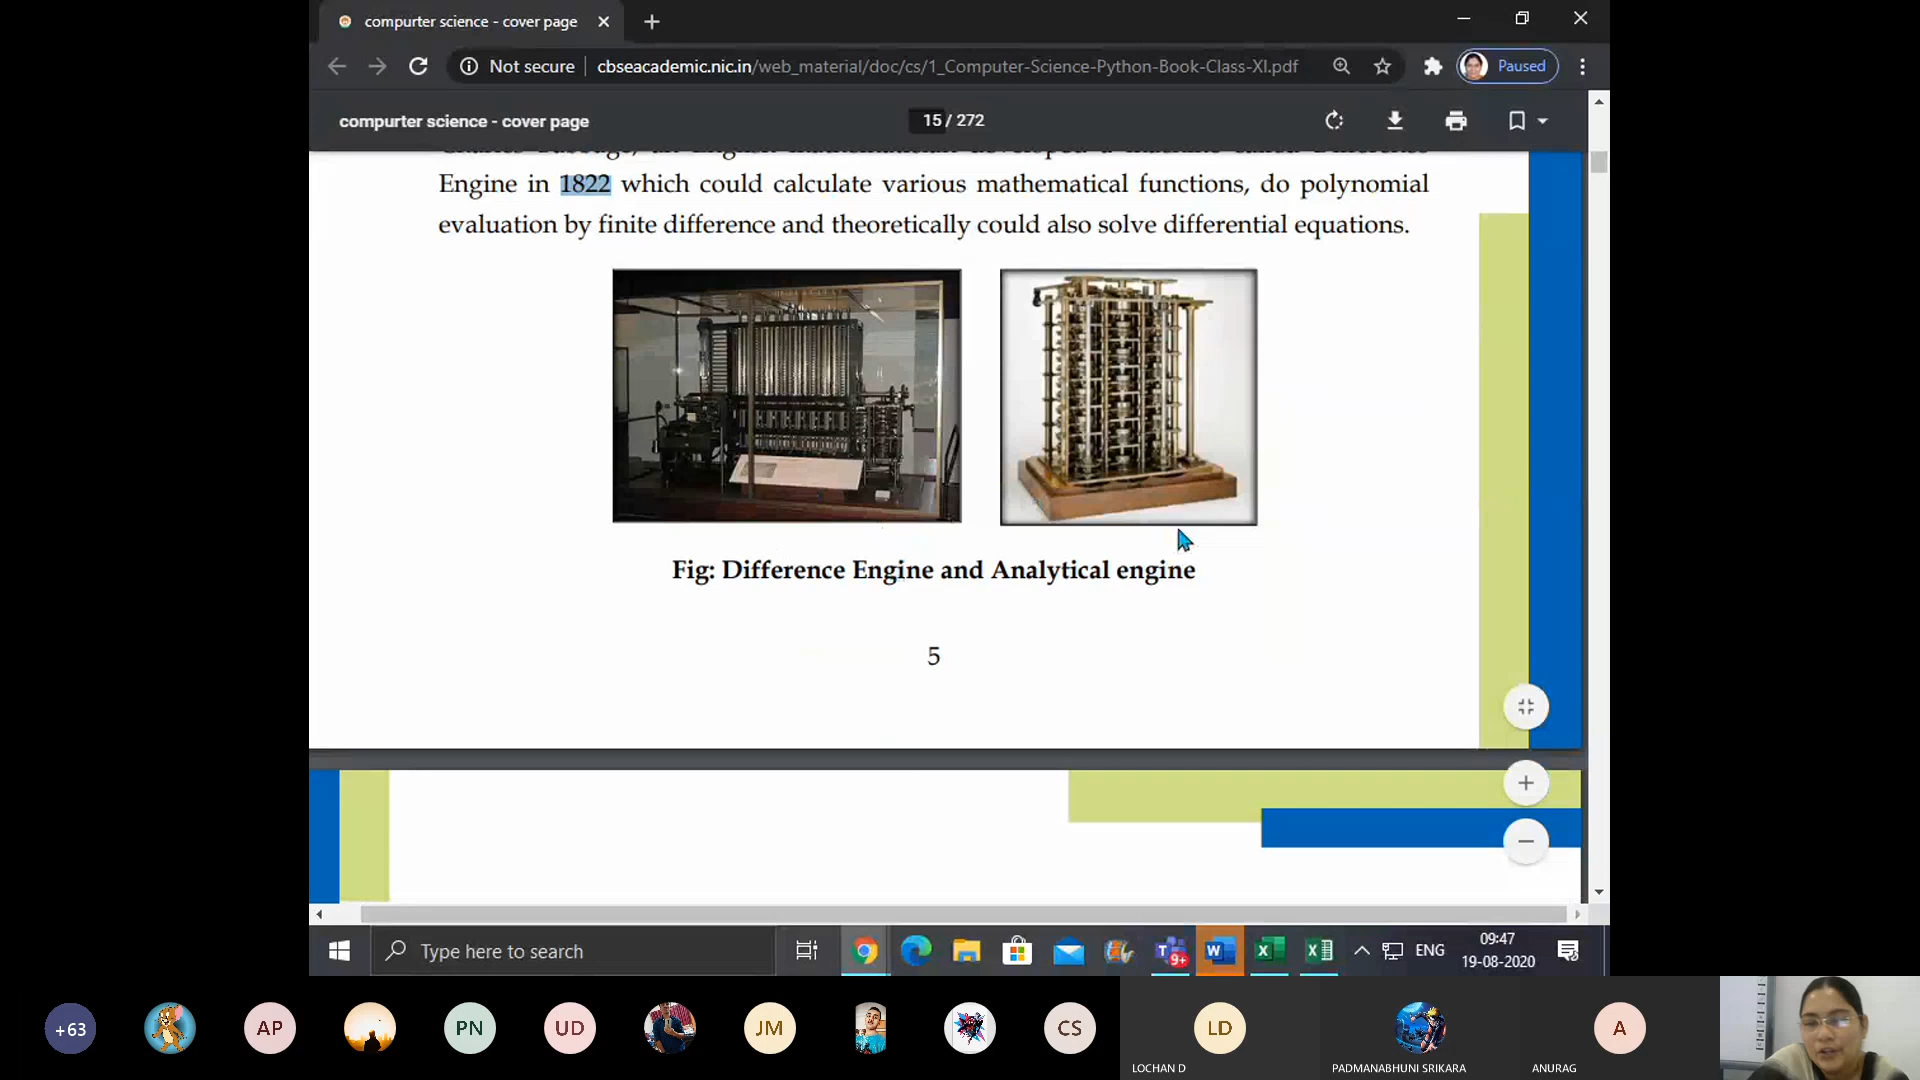 compurter science - cover page
Not secure
cbseacademic.nic.in/web_material/doc/cs/1_Computer-Science-Python-Book-Class-XI.pdf
Paused
compurter science - cover page
15 / 272
Engine in 1822 which could calculate various mathematical functions, do polynomial
evaluation by finite difference and theoretically could also solve differential equations.
Fig: Difference Engine and Analytical engine
5
Type here to search
9+
ENG
09:47
19-08-2020
+63
AP
PN
UD
JM
CS
LD
A
LOCHAN D
PADMANABHUNI SRIKARA
ANURAG